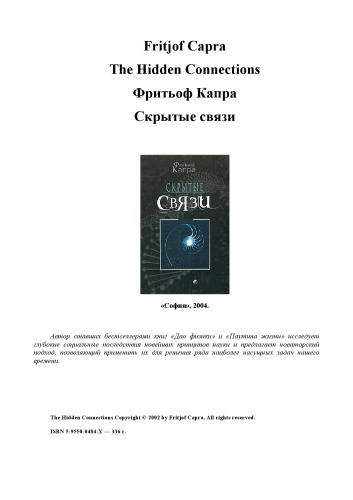 Fritjof Capra
The Hidden Connections
Фритьоф Капра
Скрытые связи
Фритьоф
Капра
СКРЫТЫЕ
СВЯЗИ
«София», 2004.
Автор ставших бестселлерами книг «Дао физики» и «Паутина жизни» исследует
глубокие социальные последствия новейших принципов науки и предлагает новаторский
подход, позволяющий применить их для решения ряда наиболее насущных задач нашего
времени.
The Hidden Connections Copyright © 2002 by Fritjof Capra. All rights reserved.
ISBN 5-9550-0484-X — 336 с.